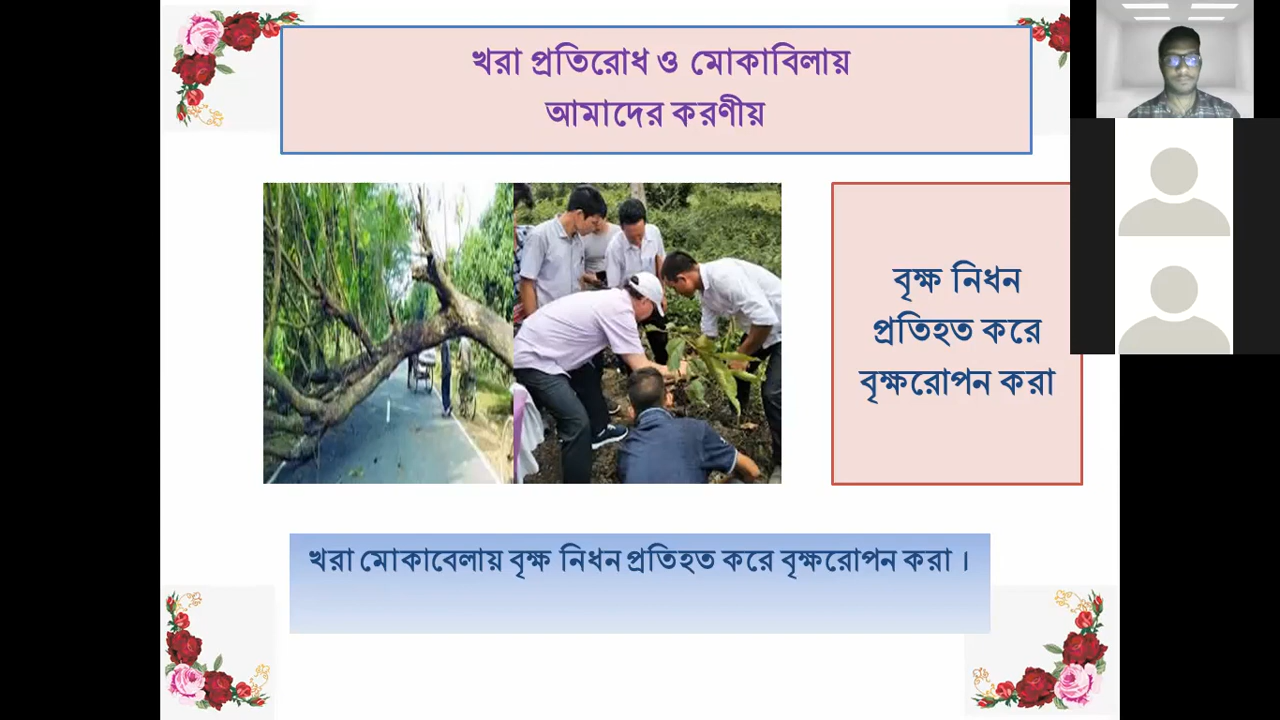 খরা প্রতিরোধ ও মোকাবিলায়
আমাদের করণীয়
বৃক্ষ নিধন
প্রতিহত করে
বৃক্ষরোপন করা
খরা মোকাবেলায় বৃক্ষ নিধন প্রতিহত করে বৃক্ষরোপন করা ।